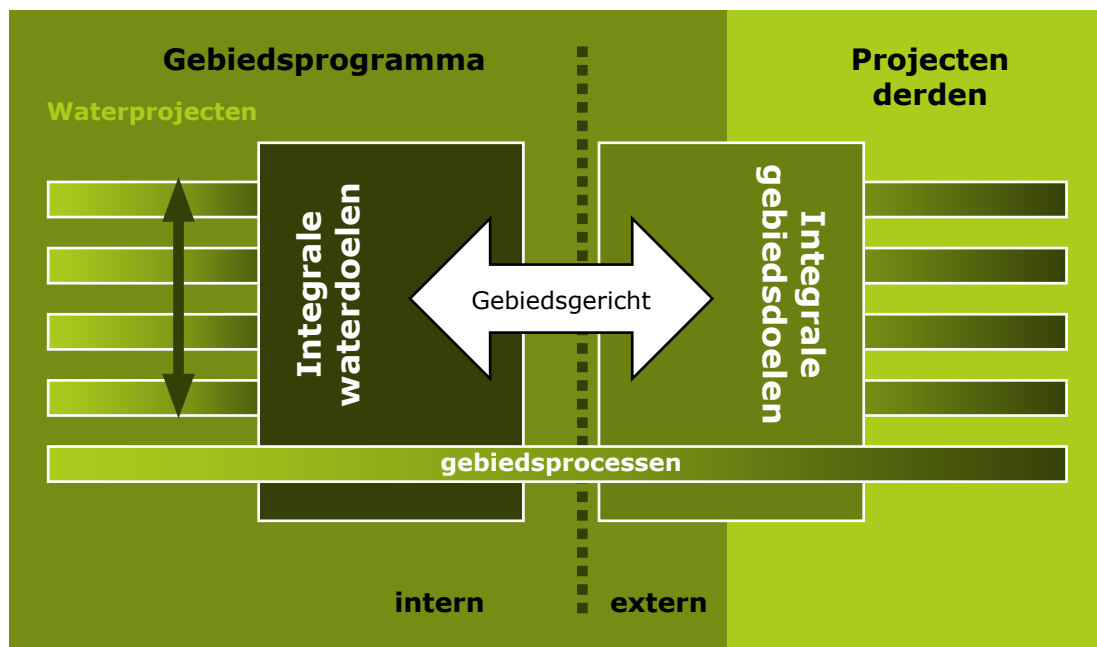 Gebiedsprogramma
Projecten
derden
Waterprojecten
Integrale
waterdoelen
Gebiedsgericht
Integrale
gebiedsdoelen
gebiedsprocessen
intern
extern